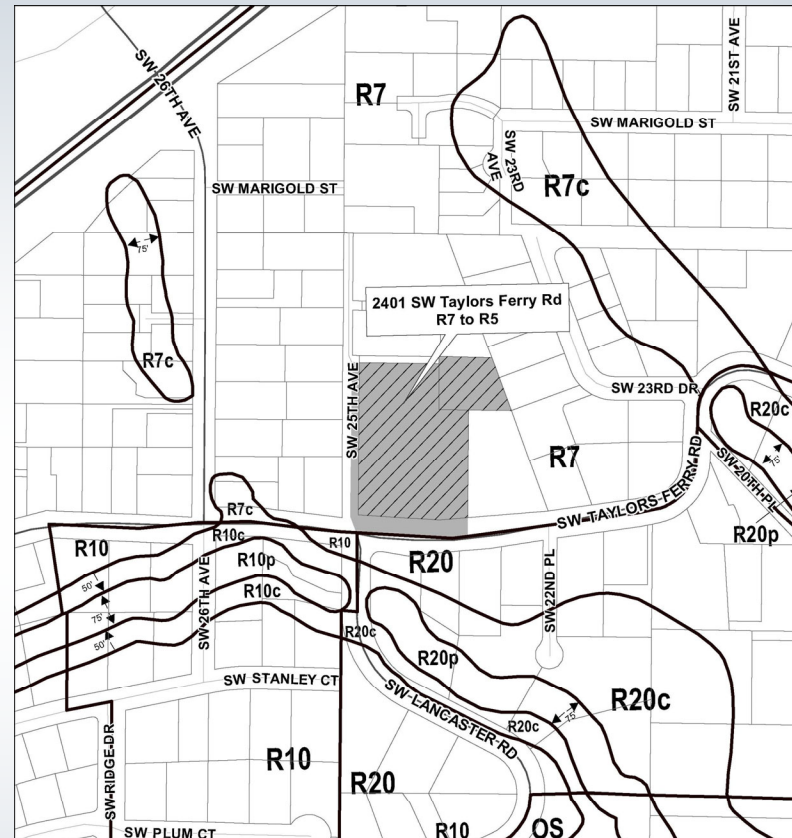 SW 26TH AVE
SW 21ST AVE
R7
SW MARIGOLD ST
SW 23RD
AVE
R7c
SW MARIGOLD ST
75'
2401 SW Taylors Ferry Rd
R7 to R5
R7c
SW 25TH AVE
SW 23RD DR
R20c
R7
75'
SW TAYLORS FERRY RD
SW 20TH PL
R7c
R20p
R10
R10c
R10
R10p
R20
R10c
SW 22ND PL
50'
75'
50'
SW 26TH AVE
R20c
R20p
SW STANLEY CT
R20c
R20c
75'
SW LANCASTER RD
SW RIDGE DR
R10
R20
SW PLUM CT
R10
OS